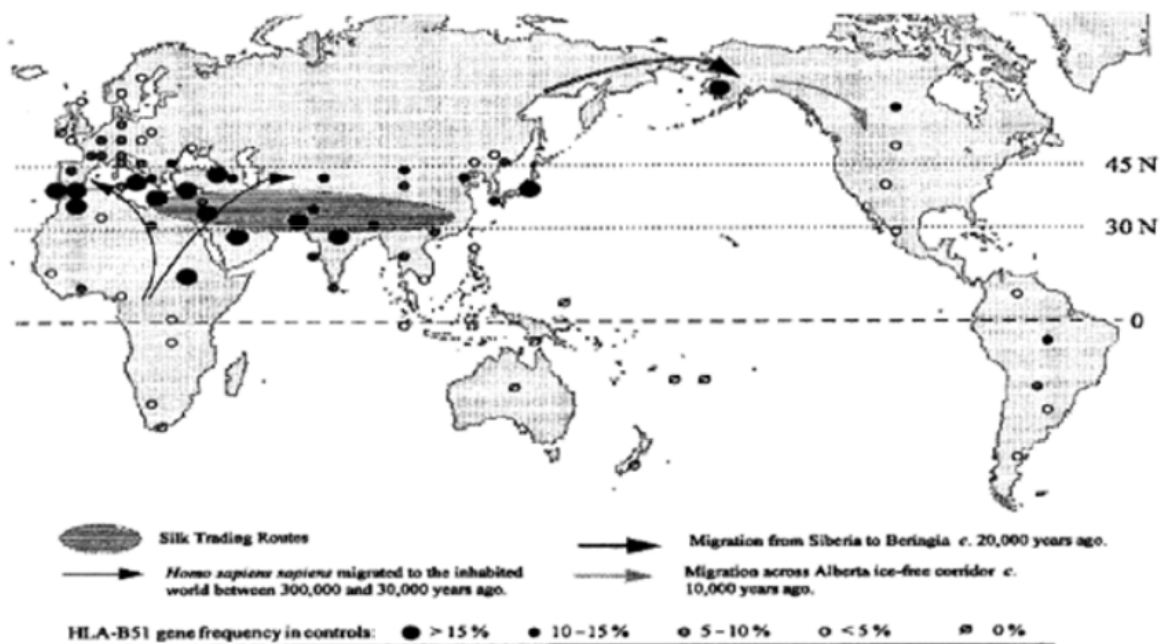 45 N
30 N
0
Silk Trading Routes
Migration from Siberia to Beringia c. 20,000 years ago.
Homo sapiens sapiens migrated to the inhabited
world between 300,000 and 30,000 years ago.
Migration across Alberta ice-free corridor c.
10,000 years ago.
HLA-B51 gene frequency in controls: >15% 10-15% 5-10% <5% 0%